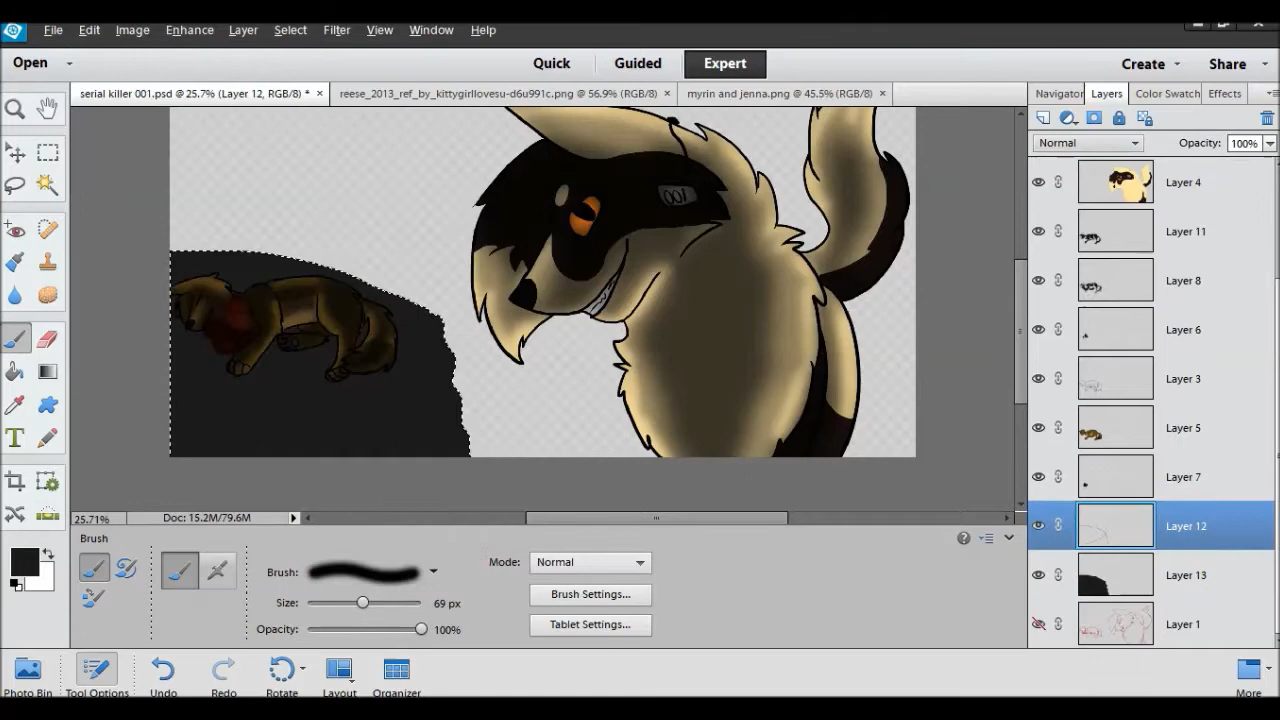 File Edit Image Enhance Layer Select Filter View Window Help
Open Quick Guided Expert Create Share
serial killer 001.psd @ 25.7% (Layer 12, RGB/8) * × reese_2013_ref_by_kittygirllovesu-d6u991c.png @ 56.9% (RGB/8) × myrin and jenna.png @ 45.5% (RGB/8) × Navigator Layers Color Swatch Effects
Normal Opacity: 100%
Layer 4
001
Layer 11
Layer 8
Layer 6
Layer 3
Layer 5
Layer 7
25.71% Doc: 15.2M/79.6M
Layer 12
Brush
Mode: Normal
Brush:
Layer 13
Brush Settings...
Size: 69 px
Tablet Settings...
Opacity: 100%
Layer 1
Photo Bin Tool Options Undo Redo Rotate Layout Organizer More